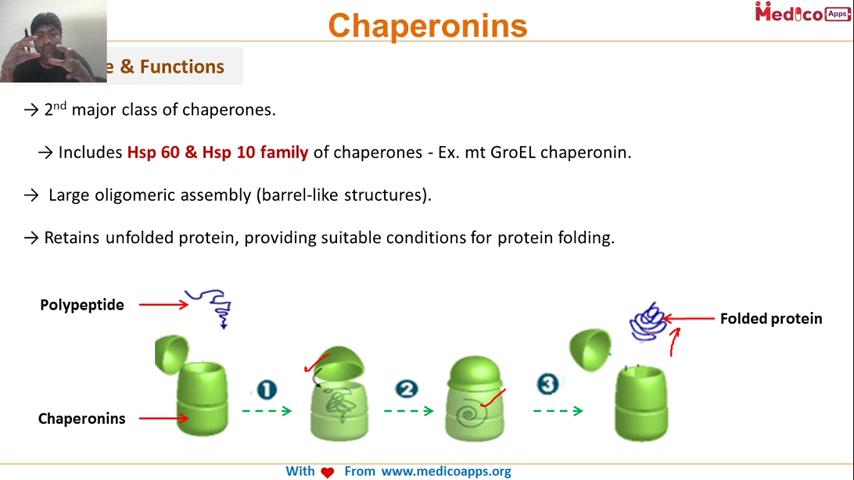 Chaperonins
Medico Apps
e & Functions
→ 2nd major class of chaperones.
→ Includes Hsp 60 & Hsp 10 family of chaperones - Ex. mt GroEL chaperonin.
→ Large oligomeric assembly (barrel-like structures).
→ Retains unfolded protein, providing suitable conditions for protein folding.
Polypeptide
Folded protein
1
2
3
Chaperonins
With From www.medicoapps.org